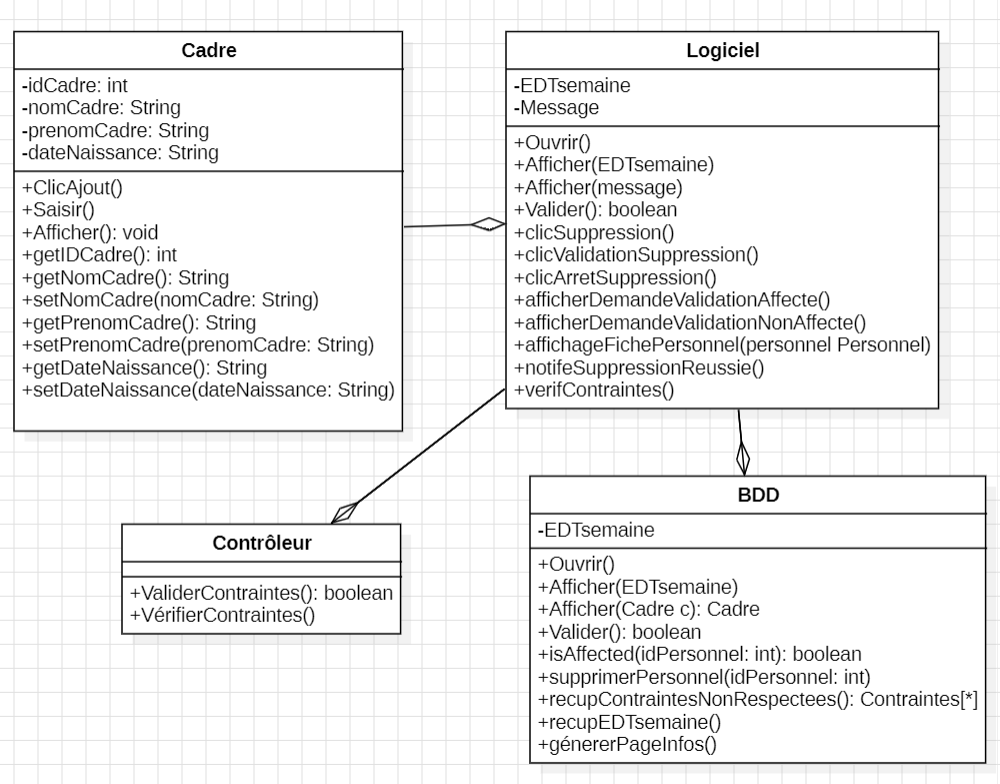 Cadre
-idCadre: int
-nomCadre: String
-prenomCadre: String
-dateNaissance: String
+ClicAjout()
+Saisir()
+Afficher(): void
+getIDCadre(): int
+getNomCadre(): String
+setNomCadre(nomCadre: String)
+getPrenomCadre(): String
+setPrenomCadre(prenomCadre: String)
+getDateNaissance(): String
+setDateNaissance(dateNaissance: String)
Logiciel
-EDTsemaine
-Message
+Ouvrir()
+Afficher(EDTsemaine)
+Afficher(message)
+Valider(): boolean
+clicSuppression()
+clicValidationSuppression()
+clicArretSuppression()
+afficherDemandeValidationAffecte()
+afficherDemandeValidationNonAffecte()
+affichageFichePersonnel(personnel Personnel)
+notifeSuppressionReussie()
+verifContraintes()
Contrôleur
+ValiderContraintes(): boolean
+VérifierContraintes()
BDD
-EDTsemaine
+Ouvrir()
+Afficher(EDTsemaine)
+Afficher(Cadre c): Cadre
+Valider(): boolean
+isAffected(idPersonnel: int): boolean
+supprimerPersonnel(idPersonnel: int)
+recupContraintesNonRespectees(): Contraintes[*]
+recupEDTsemaine()
+génererPageInfos()